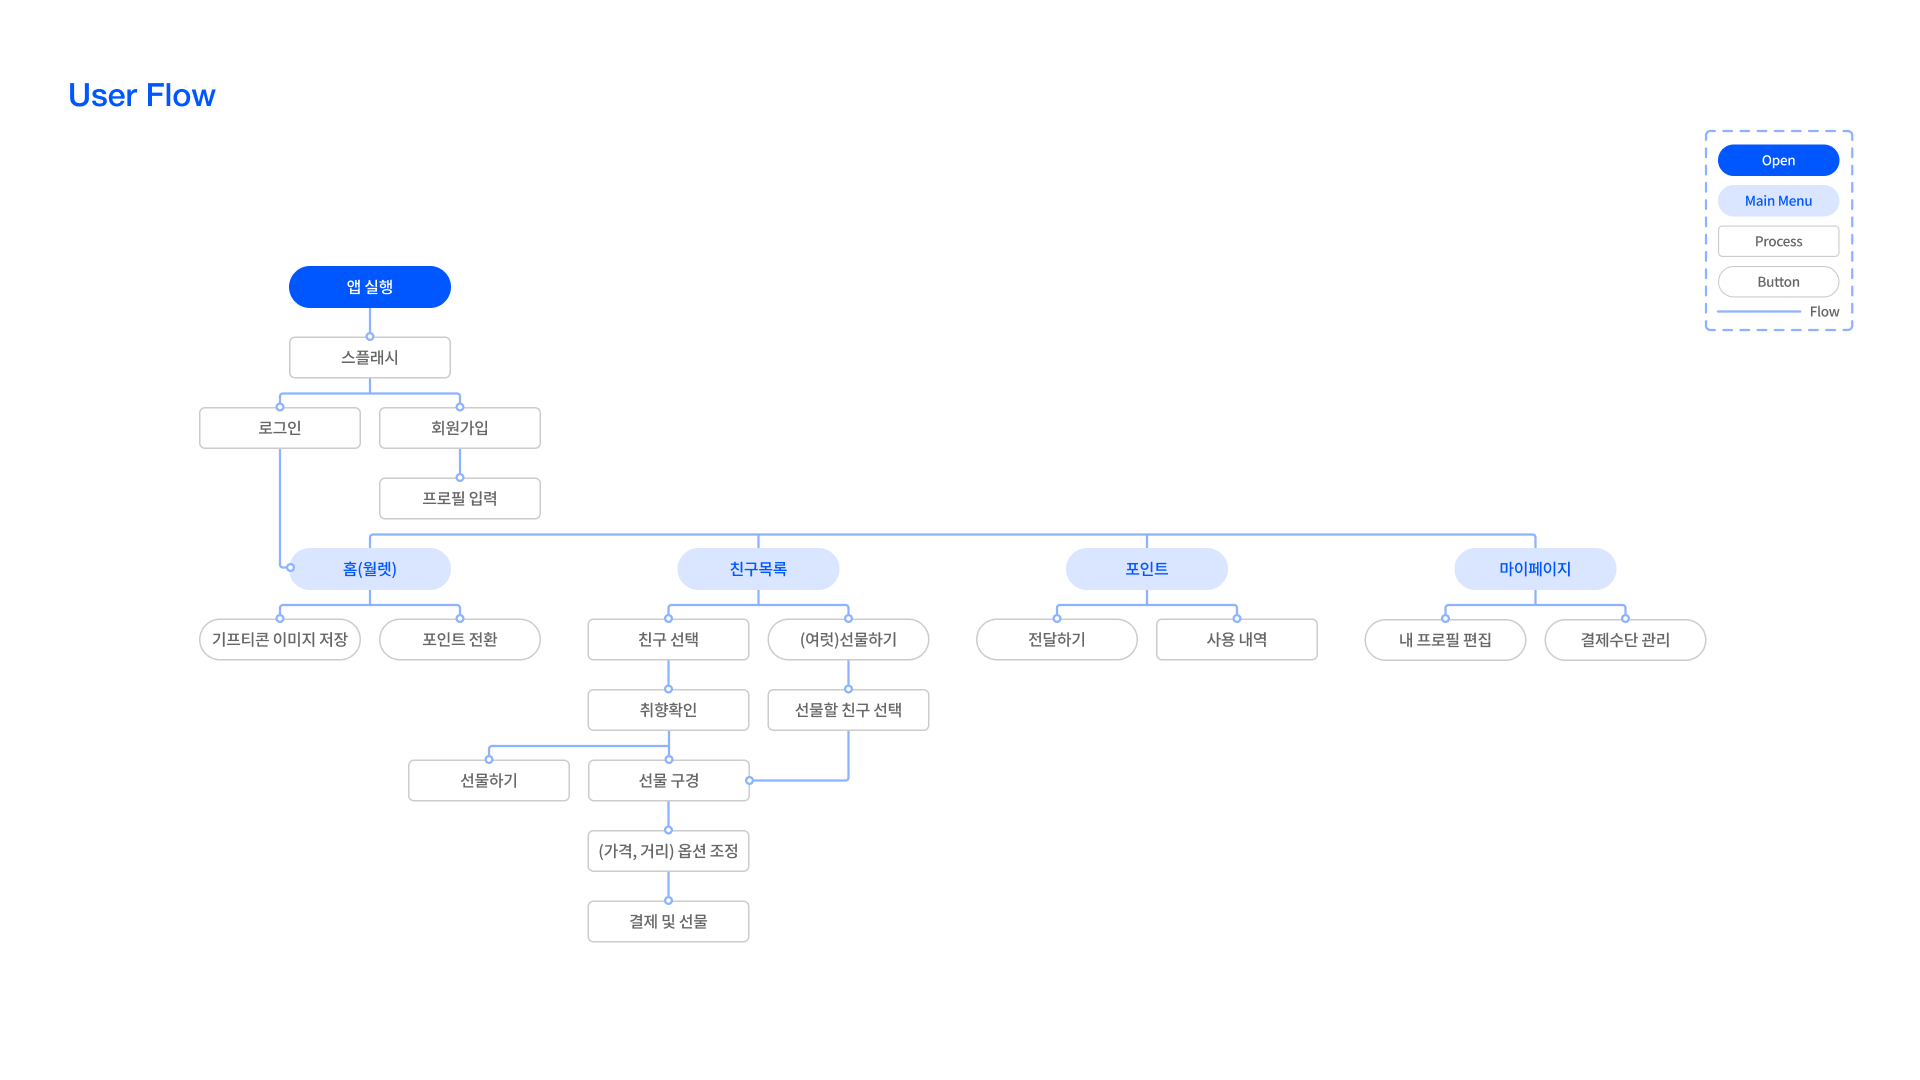 User Flow
Open
Main Menu
Process
Button
Flow
앱 실행
스플래시
로그인
회원가입
프로필 입력
홈(월렛)
친구목록
포인트
마이페이지
기프티콘 이미지 저장
포인트 전환
친구 선택
(여럿)선물하기
전달하기
사용 내역
내 프로필 편집
결제수단 관리
취향확인
선물할 친구 선택
선물하기
선물 구경
(가격, 거리) 옵션 조정
결제 및 선물